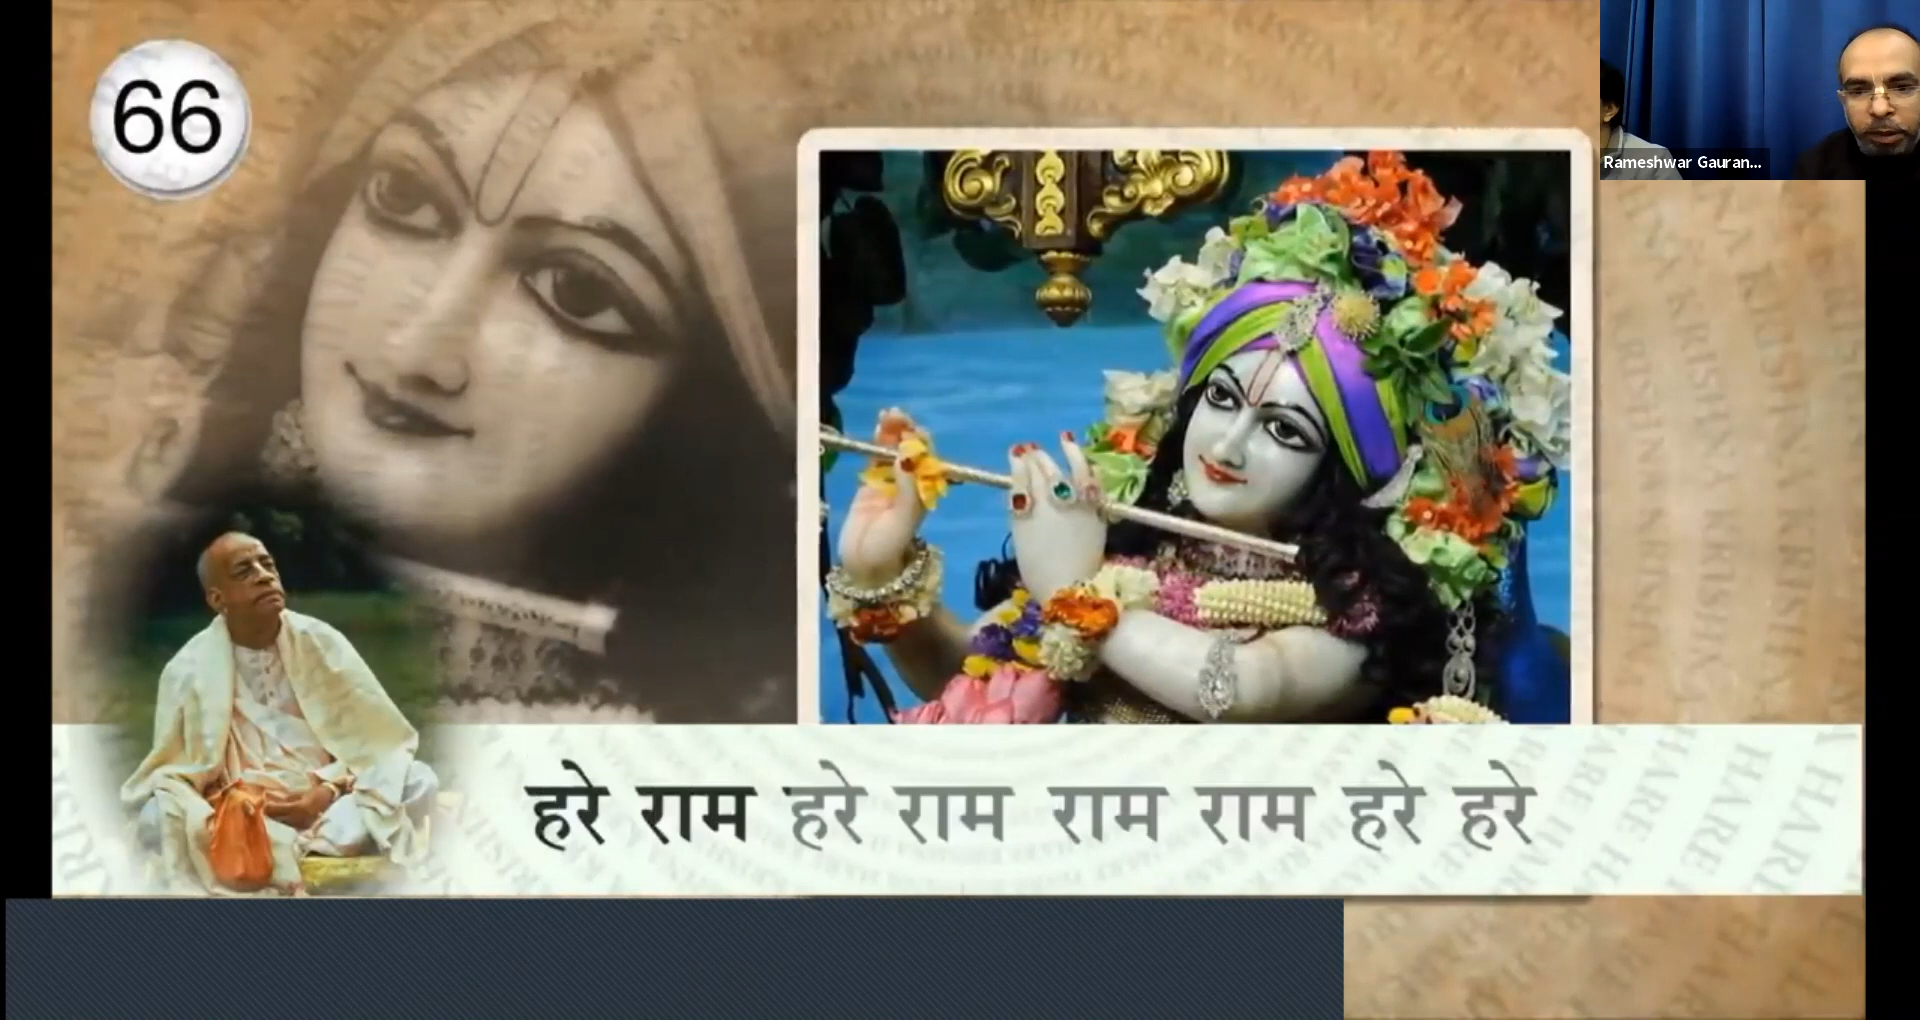 66
Rameshwar Gauran...
हरे राम हरे राम राम राम हरे हरे